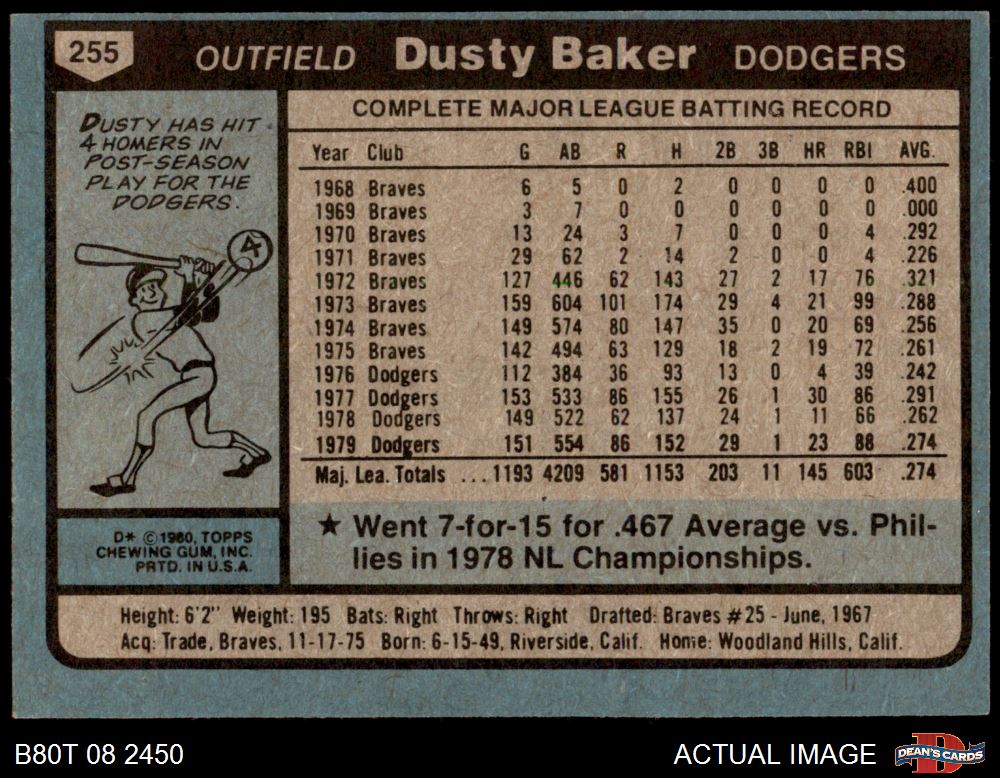 255 OUTFIELD Dusty Baker DODGERS
DUSTY HAS HIT
4 HOMERS IN
POST-SEASON
PLAY FOR THE
DODGERS.
4
D* © 1980, TOPPS
CHEWING GUM, INC.
PRTD. IN U.S.A.
COMPLETE MAJOR LEAGUE BATTING RECORD
Year Club G AB R H 2B 3B HR RBI AVG.
1968 Braves 6 5 0 2 0 0 0 0 .400
1969 Braves 3 7 0 0 0 0 0 0 .000
1970 Braves 13 24 3 7 0 0 0 4 .292
1971 Braves 29 62 2 14 2 0 0 4 .226
1972 Braves 127 446 62 143 27 2 17 76 .321
1973 Braves 159 604 101 174 29 4 21 99 .288
1974 Braves 149 574 80 147 35 0 20 69 .256
1975 Braves 142 494 63 129 18 2 19 72 .261
1976 Dodgers 112 384 36 93 13 0 4 39 .242
1977 Dodgers 153 533 86 155 26 1 30 86 .291
1978 Dodgers 149 522 62 137 24 1 11 66 .262
1979 Dodgers 151 554 86 152 29 1 23 88 .274
Maj. Lea. Totals ... 1193 4209 581 1153 203 11 145 603 .274
★ Went 7-for-15 for .467 Average vs. Phil-
lies in 1978 NL Championships.
Height: 6'2" Weight: 195 Bats: Right Throws: Right Drafted: Braves #25 - June, 1967
Acq: Trade, Braves, 11-17-75 Born: 6-15-49, Riverside, Calif. Home: Woodland Hills, Calif.
B80T 08 2450 ACTUAL IMAGE DEAN'S CARDS